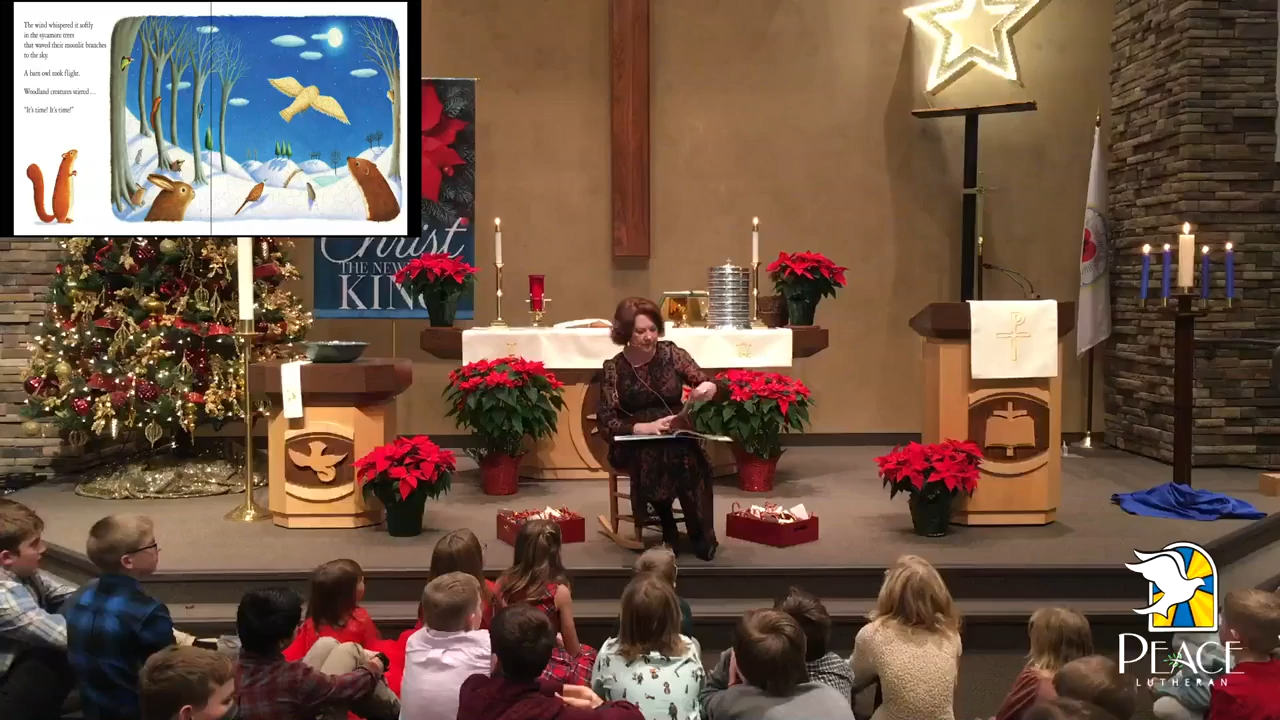 The wind whispered it softly
in the sycamore trees
that waved their moonlit branches
to the sky.
A barn owl took flight.
Woodland creatures stirred . . .
"It's time! It's time!"
Christ
THE NEW
KIN
PEACE
LUTHERAN